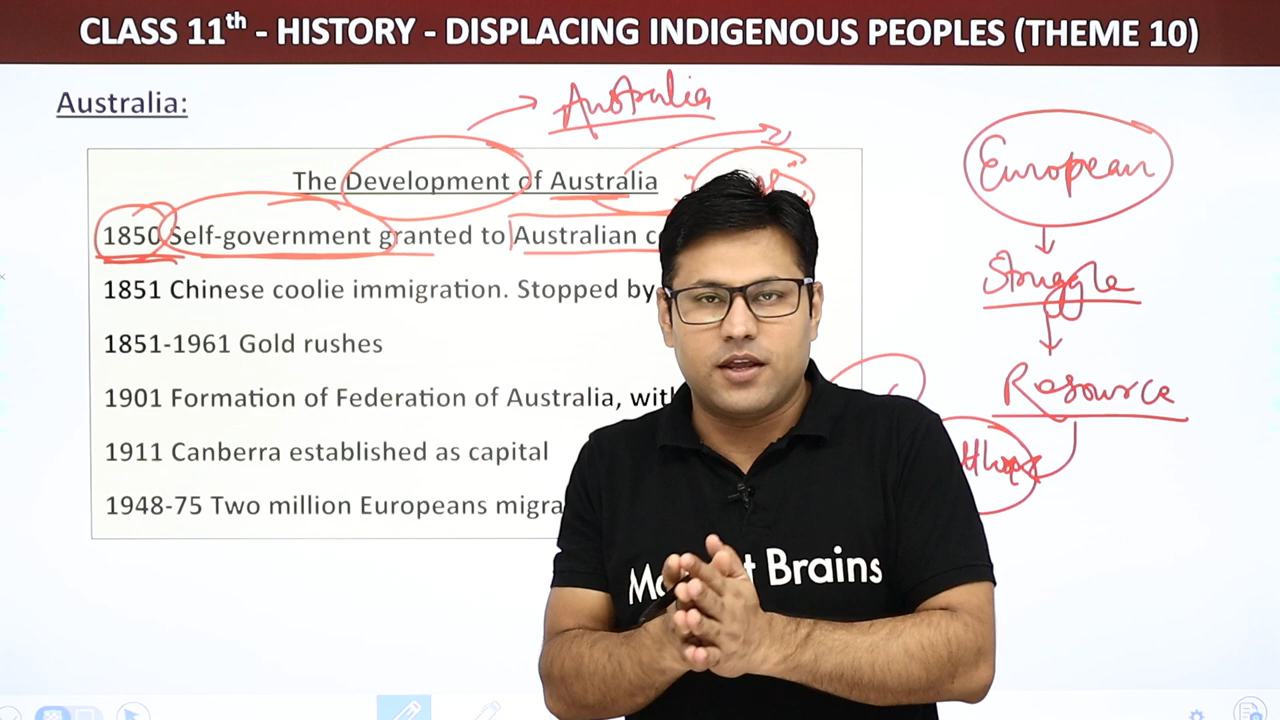 CLASS 11th - HISTORY - DISPLACING INDIGENOUS PEOPLES (THEME 10)
Australia:
Australia
The Development of Australia
1850 Self-government granted to Australian c
1851 Chinese coolie immigration. Stopped by
1851-1961 Gold rushes
1901 Formation of Federation of Australia, with
1911 Canberra established as capital
1948-75 Two million Europeans migra
European
Struggle
Resource
Brains